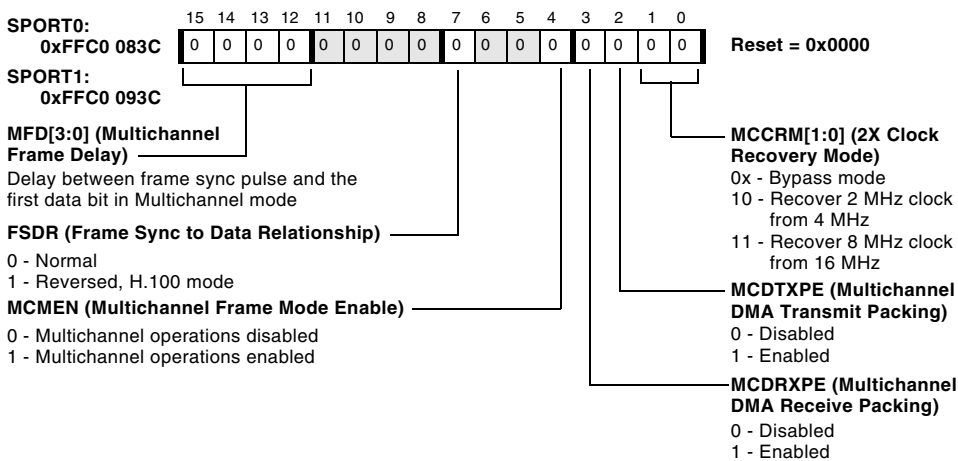 15 14 13 12 11 10 9 8 7 6 5 4 3 2 1 0
SPORT0:
0xFFC0 083C
0 0 0 0 0 0 0 0 0 0 0 0 0 0 0 0
Reset = 0x0000
SPORT1:
0xFFC0 093C
MFD[3:0] (Multichannel
Frame Delay)
Delay between frame sync pulse and the
first data bit in Multichannel mode
FSDR (Frame Sync to Data Relationship)
0 - Normal
1 - Reversed, H.100 mode
MCMEN (Multichannel Frame Mode Enable)
0 - Multichannel operations disabled
1 - Multichannel operations enabled
MCCRM[1:0] (2X Clock
Recovery Mode)
0x - Bypass mode
10 - Recover 2 MHz clock
from 4 MHz
11 - Recover 8 MHz clock
from 16 MHz
MCDTXPE (Multichannel
DMA Transmit Packing)
0 - Disabled
1 - Enabled
MCDRXPE (Multichannel
DMA Receive Packing)
0 - Disabled
1 - Enabled